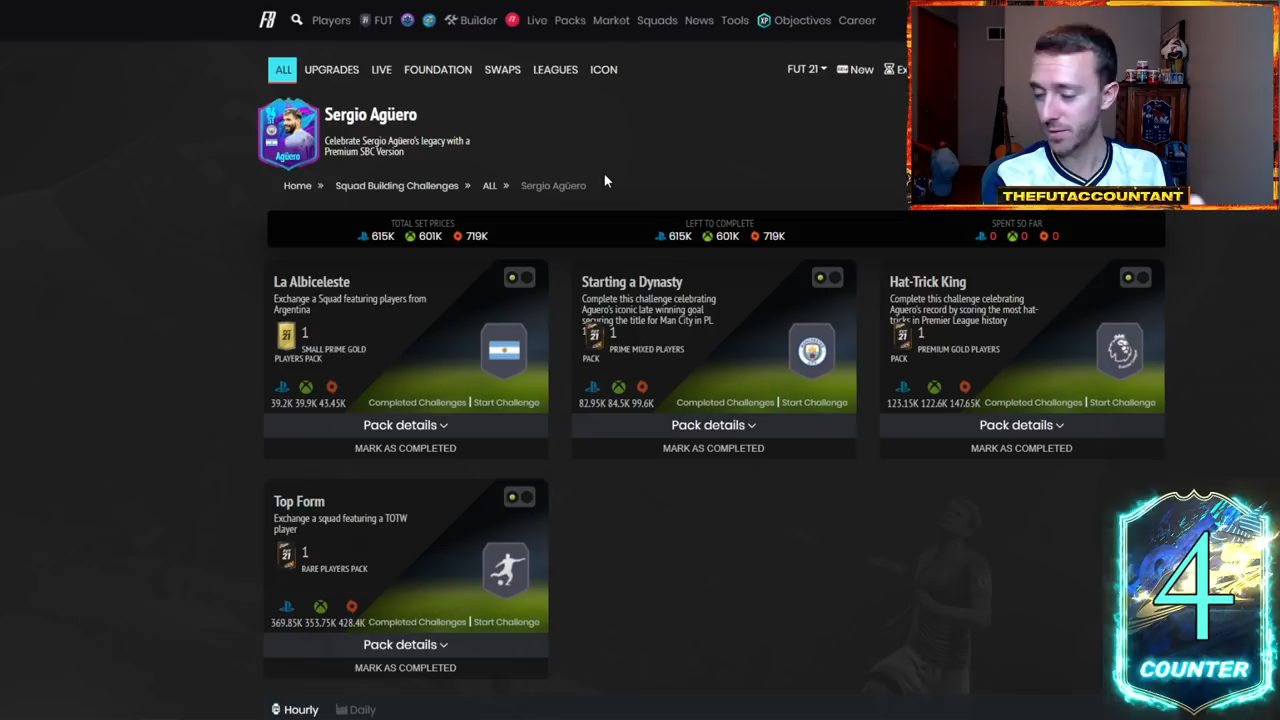 Players FUT Builder Live Packs Market Squads News Tools XP Objectives Career
ALL UPGRADES LIVE FOUNDATION SWAPS LEAGUES ICON
FUT 21 New Ex
Agüero
Sergio Agüero
Celebrate Sergio Agüero's legacy with a
Premium SBC Version
Home » Squad Building Challenges » ALL » Sergio Agüero
THEFUTACCOUNTANT
TOTAL SET PRICES
615K 601K 719K
LEFT TO COMPLETE
615K 601K 719K
SPENT SO FAR
0 0 0
La Albiceleste
Exchange a Squad featuring players from
Argentina
1
SMALL PRIME GOLD
PLAYERS PACK
39.2K 39.9K 43.45K
Completed Challenges | Start Challenge
Pack details
MARK AS COMPLETED
Starting a Dynasty
Complete this challenge celebrating
Aguero's iconic late winning goal
securing the title for Man City in PL
1
PRIME MIXED PLAYERS
PACK
82.95K 84.5K 99.6K
Completed Challenges | Start Challenge
Pack details
MARK AS COMPLETED
Hat-Trick King
Complete this challenge celebrating
Aguero's record by scoring the most hat-
tricks in Premier League history
1
PREMIUM GOLD PLAYERS
PACK
123.15K 122.6K 147.65K
Completed Challenges | Start Challenge
Pack details
MARK AS COMPLETED
Top Form
Exchange a squad featuring a TOTW
player
1
RARE PLAYERS PACK
369.85K 353.75K 428.4K
Completed Challenges | Start Challenge
Pack details
MARK AS COMPLETED
Hourly Daily
4
COUNTER